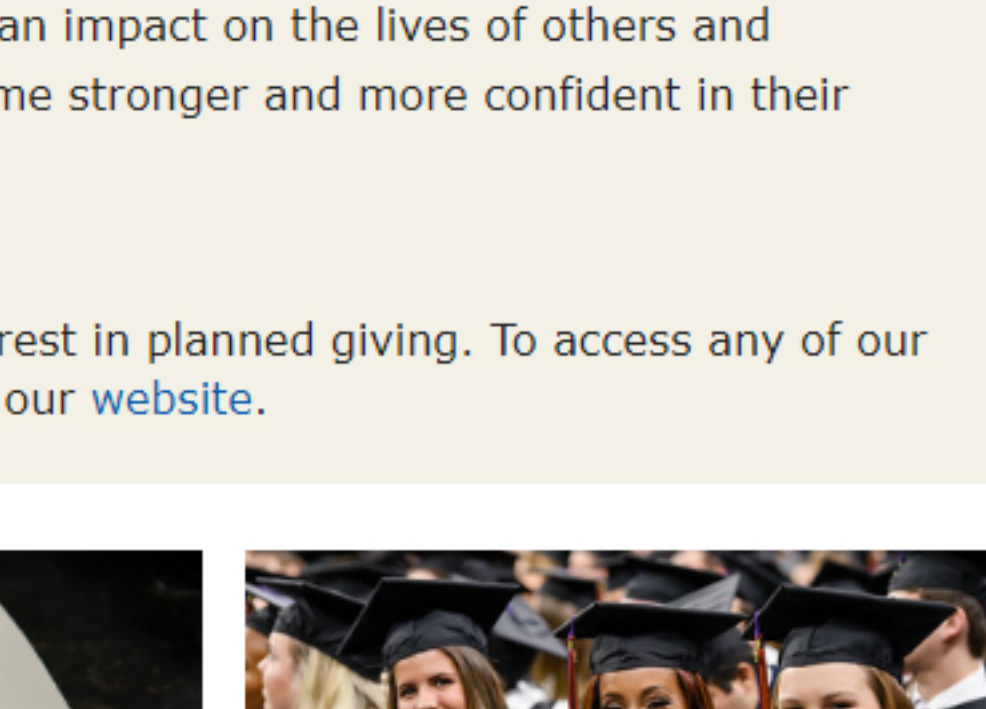 an impact on the lives of others and
me stronger and more confident in their
rest in planned giving. To access any of our
our website.